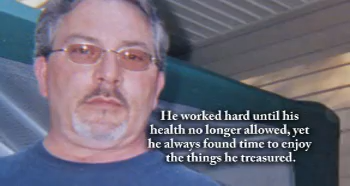 He worked hard until his
health no longer allowed, yet
he always found time to enjoy
the things he treasured.